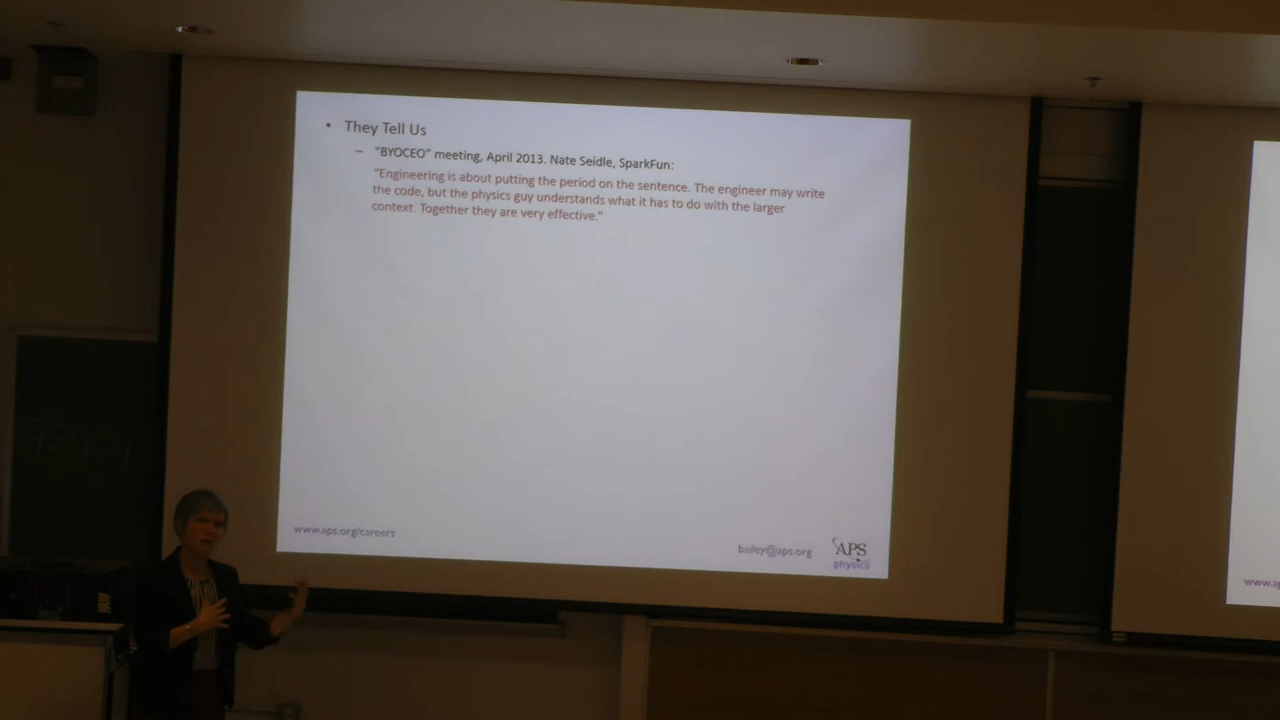 • They Tell Us
– "BYOCEO" meeting, April 2013. Nate Seidle, SparkFun:
"Engineering is about putting the period on the sentence. The engineer may write
the code, but the physics guy understands what it has to do with the larger
context. Together they are very effective."
www.aps.org/careers
bailey@aps.org
APS
physics
www.a